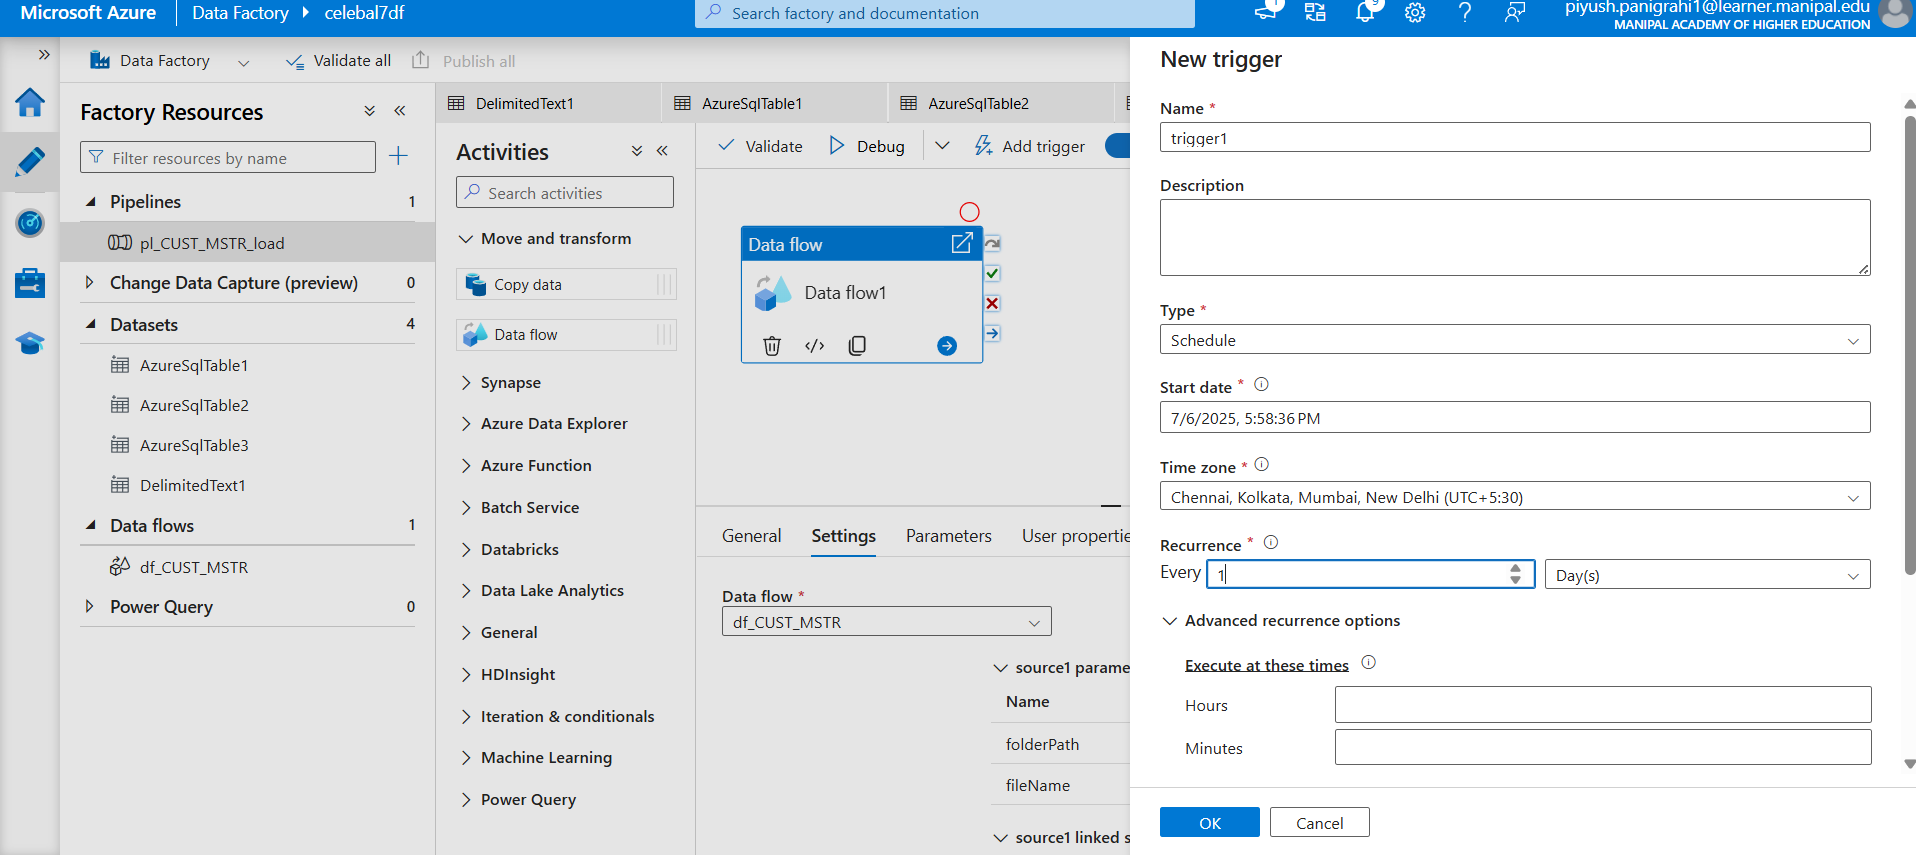 Microsoft Azure
Data Factory
celebal7df
Search factory and documentation
1
9
piyush.panigrahi1@learner.manipal.edu
MANIPAL ACADEMY OF HIGHER EDUCATION
Data Factory
Validate all
Publish all
Factory Resources
Filter resources by name
Pipelines 1
pl_CUST_MSTR_load
Change Data Capture (preview) 0
Datasets 4
AzureSqlTable1
AzureSqlTable2
AzureSqlTable3
DelimitedText1
Data flows 1
df_CUST_MSTR
Power Query 0
DelimitedText1
AzureSqlTable1
AzureSqlTable2
Activities
Search activities
Move and transform
Copy data
Data flow
Synapse
Azure Data Explorer
Azure Function
Batch Service
Databricks
Data Lake Analytics
General
HDInsight
Iteration & conditionals
Machine Learning
Power Query
Validate
Debug
Add trigger
Data flow
Data flow1
General
Settings
Parameters
User propertie
Data flow *
df_CUST_MSTR
source1 parame
Name
folderPath
fileName
source1 linked s
New trigger
Name *
trigger1
Description
Type *
Schedule
Start date *
7/6/2025, 5:58:36 PM
Time zone *
Chennai, Kolkata, Mumbai, New Delhi (UTC+5:30)
Recurrence *
Every 1 Day(s)
Advanced recurrence options
Execute at these times
Hours
Minutes
OK
Cancel